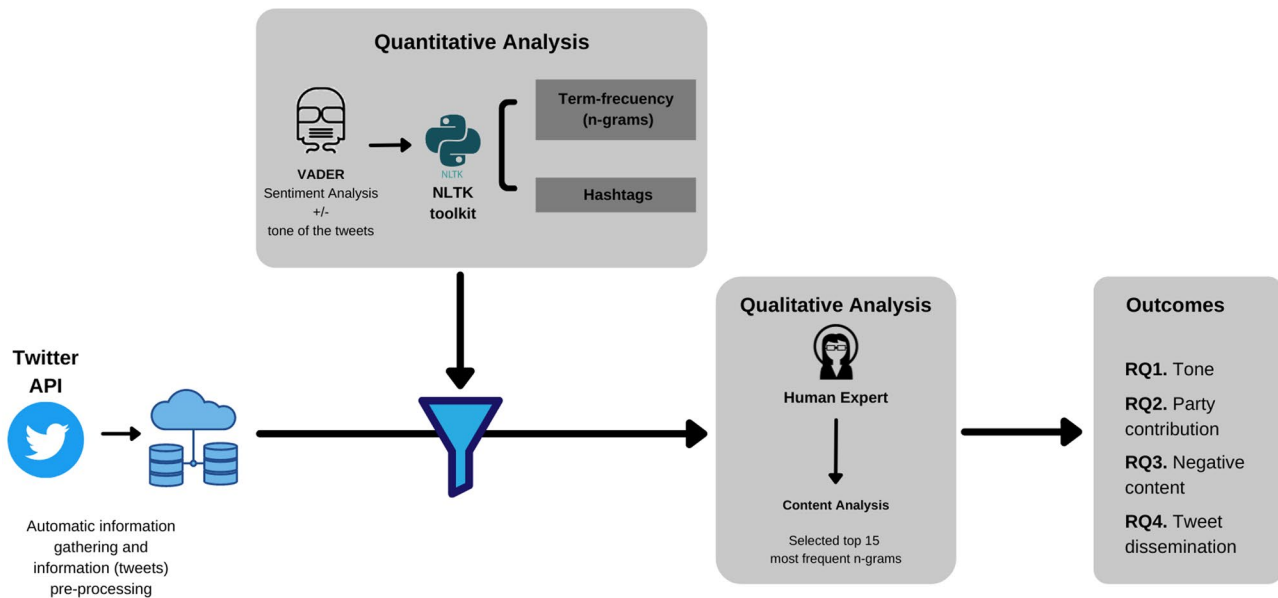 Quantitative Analysis
VADER
Sentiment Analysis
+/-
tone of the tweets
NLTK
NLTK
toolkit
Term-frecuency
(n-grams)
Hashtags
Twitter
API
Automatic information
gathering and
information (tweets)
pre-processing
Qualitative Analysis
Human Expert
Content Analysis
Selected top 15
most frequent n-grams
Outcomes
RQ1. Tone
RQ2. Party
contribution
RQ3. Negative
content
RQ4. Tweet
dissemination